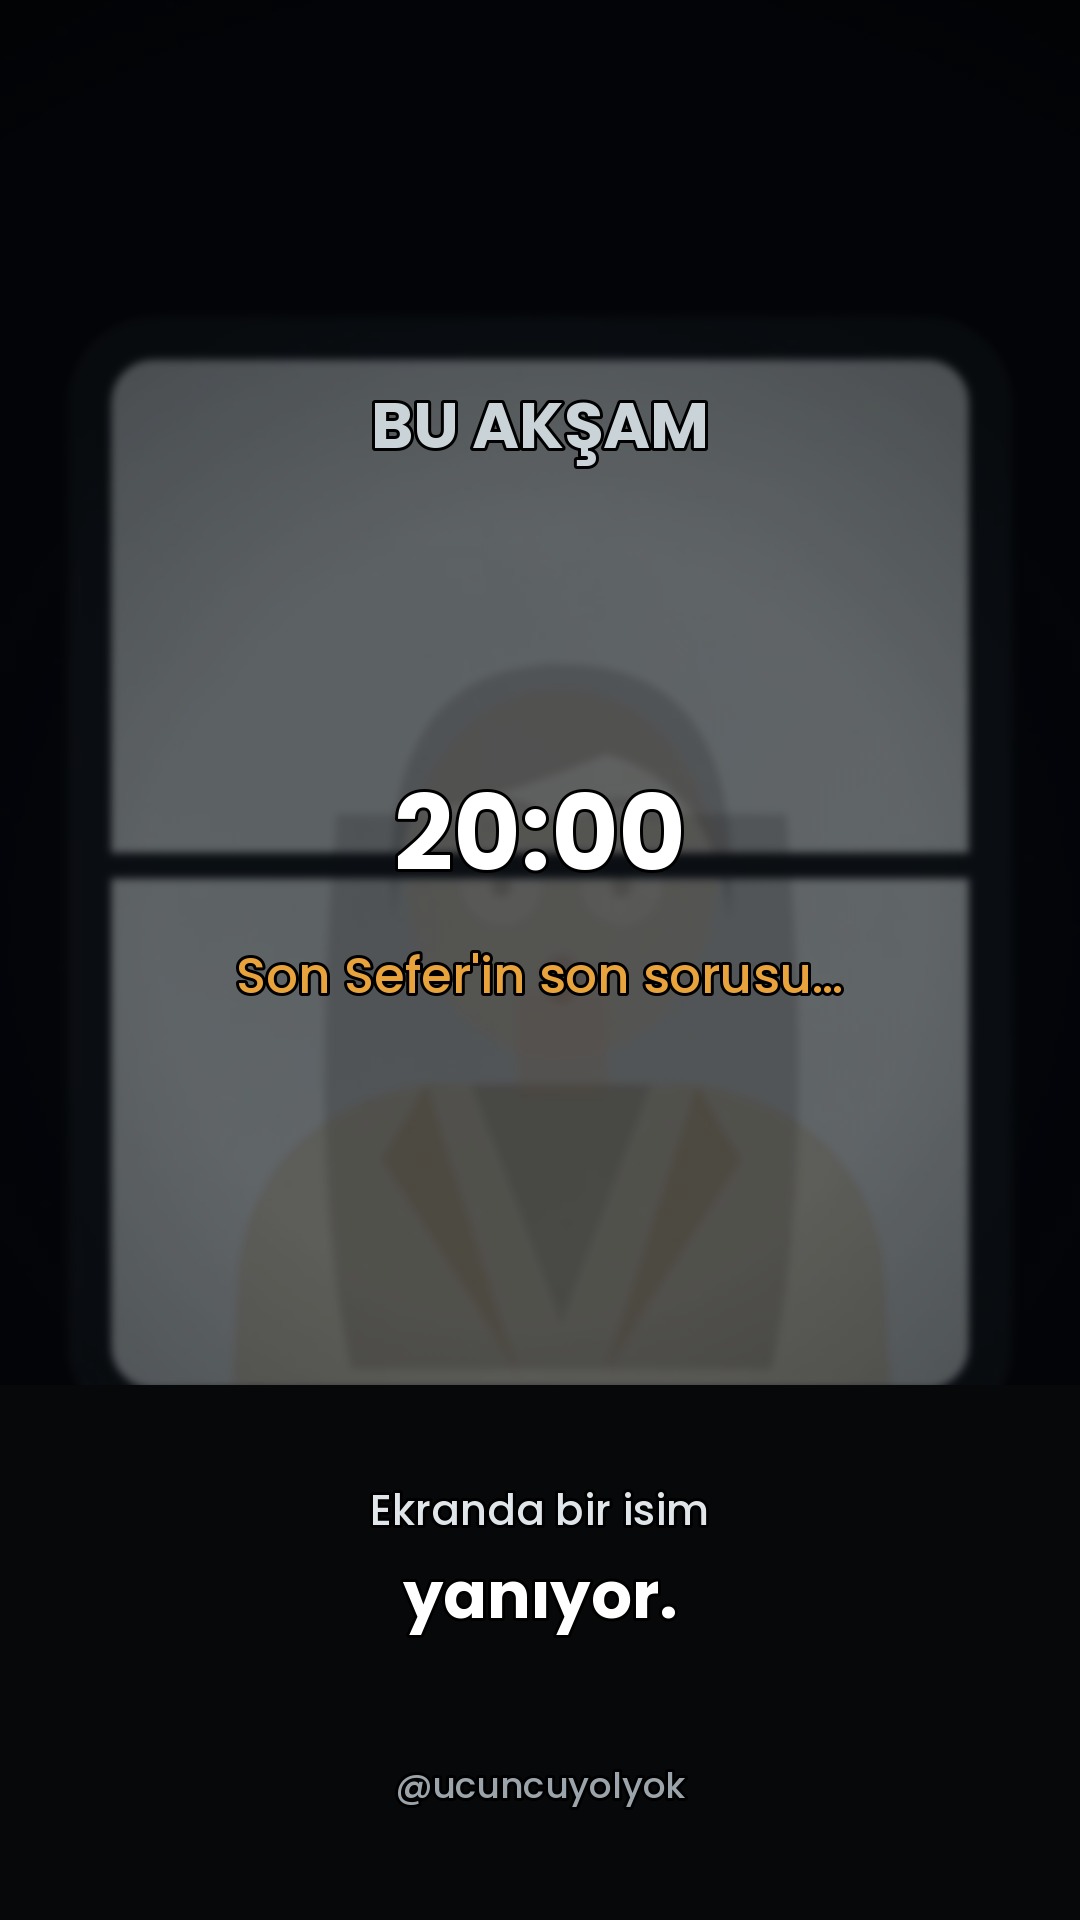 BU AKŞAM
20:00
Son Sefer'in son sorusu...
Ekranda bir isim
yanıyor.
@ucuncuyolyok